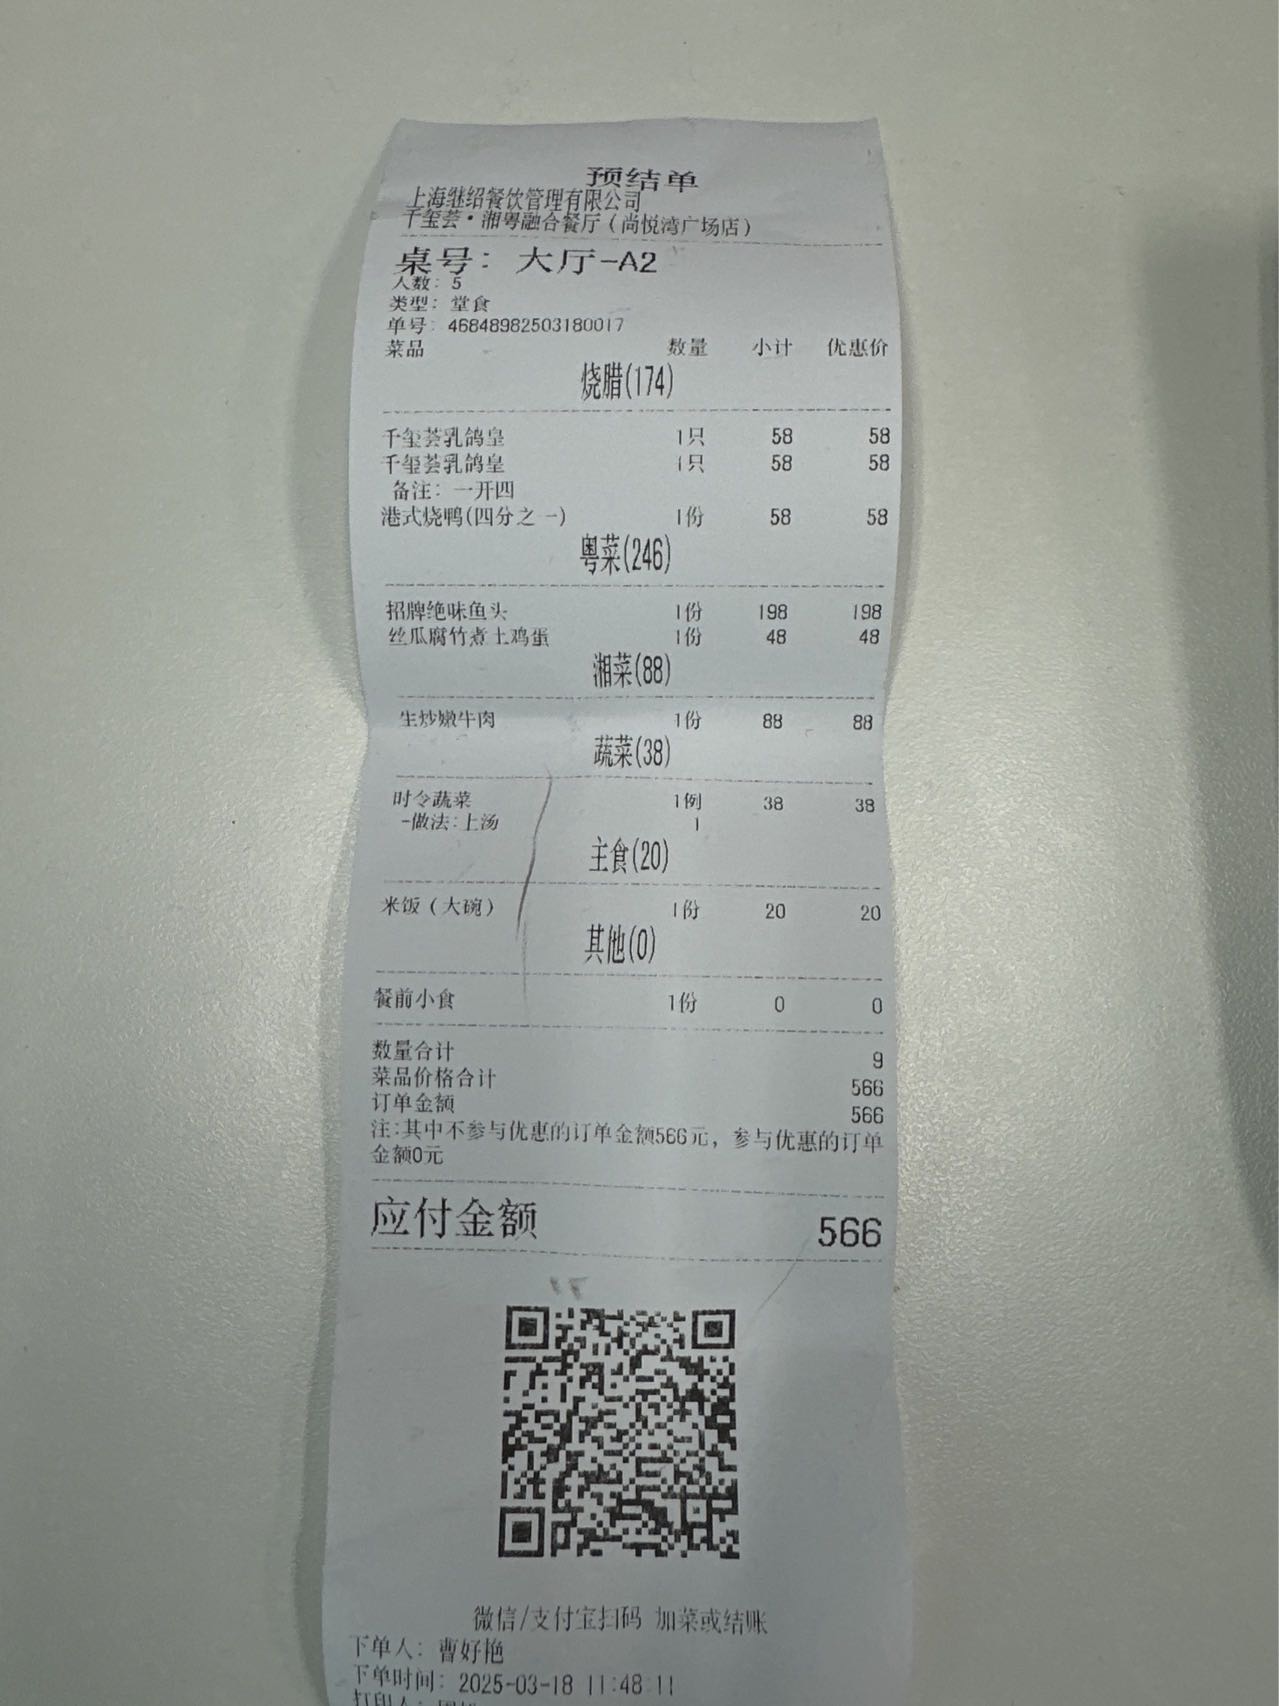 预结单
上海继绍餐饮管理有限公司
千玺荟·湘粤融合餐厅(尚悦湾广场店)
桌号: 大厅-A2
人数: 5
类型: 堂食
单号: 46848982503180017
菜品 数量 小计 优惠价
烧腊(174)
千玺荟乳鸽皇 1只 58 58
千玺荟乳鸽皇 1只 58 58
备注: 一开四
港式烧鸭(四分之一) 1份 58 58
粤菜(246)
招牌绝味鱼头 1份 198 198
丝瓜腐竹煮土鸡蛋 1份 48 48
湘菜(88)
生炒嫩牛肉 1份 88 88
蔬菜(38)
时令蔬菜 1例 38 38
-做法:上汤 1
主食(20)
米饭(大碗) 1份 20 20
其他(0)
餐前小食 1份 0 0
数量合计 9
菜品价格合计 566
订单金额 566
注:其中不参与优惠的订单金额566元, 参与优惠的订单
金额0元
应付金额 566
微信/支付宝扫码 加菜或结账
下单人: 曹好艳
下单时间: 2025-03-18 11:48:11
打印人: